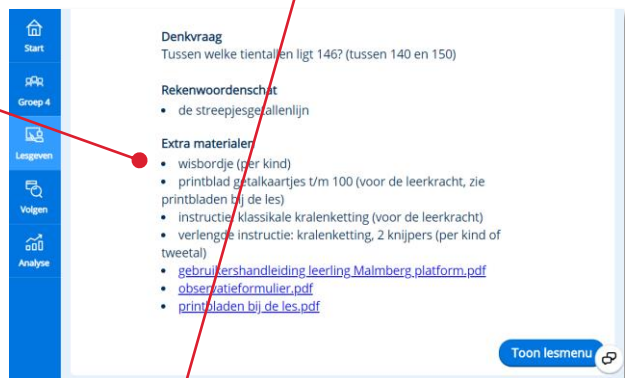 Start
Groep 4
Lesgeven
Volgen
Analyse
Denkvraag
Tussen welke tientallen ligt 146? (tussen 140 en 150)
Rekenwoordenschat
• de streepjesgetallenlijn
Extra materialen
• wisbordje (per kind)
• printblad getalkaartjes t/m 100 (voor de leerkracht, zie
printbladen bij de les)
• instructie: klassikale kralenketting (voor de leerkracht)
• verlengde instructie: kralenketting, 2 knijpers (per kind of
tweetal)
• gebruikershandleiding leerling Malmberg platform.pdf
• observatieformulier.pdf
• printbladen bij de les.pdf
Toon lesmenu